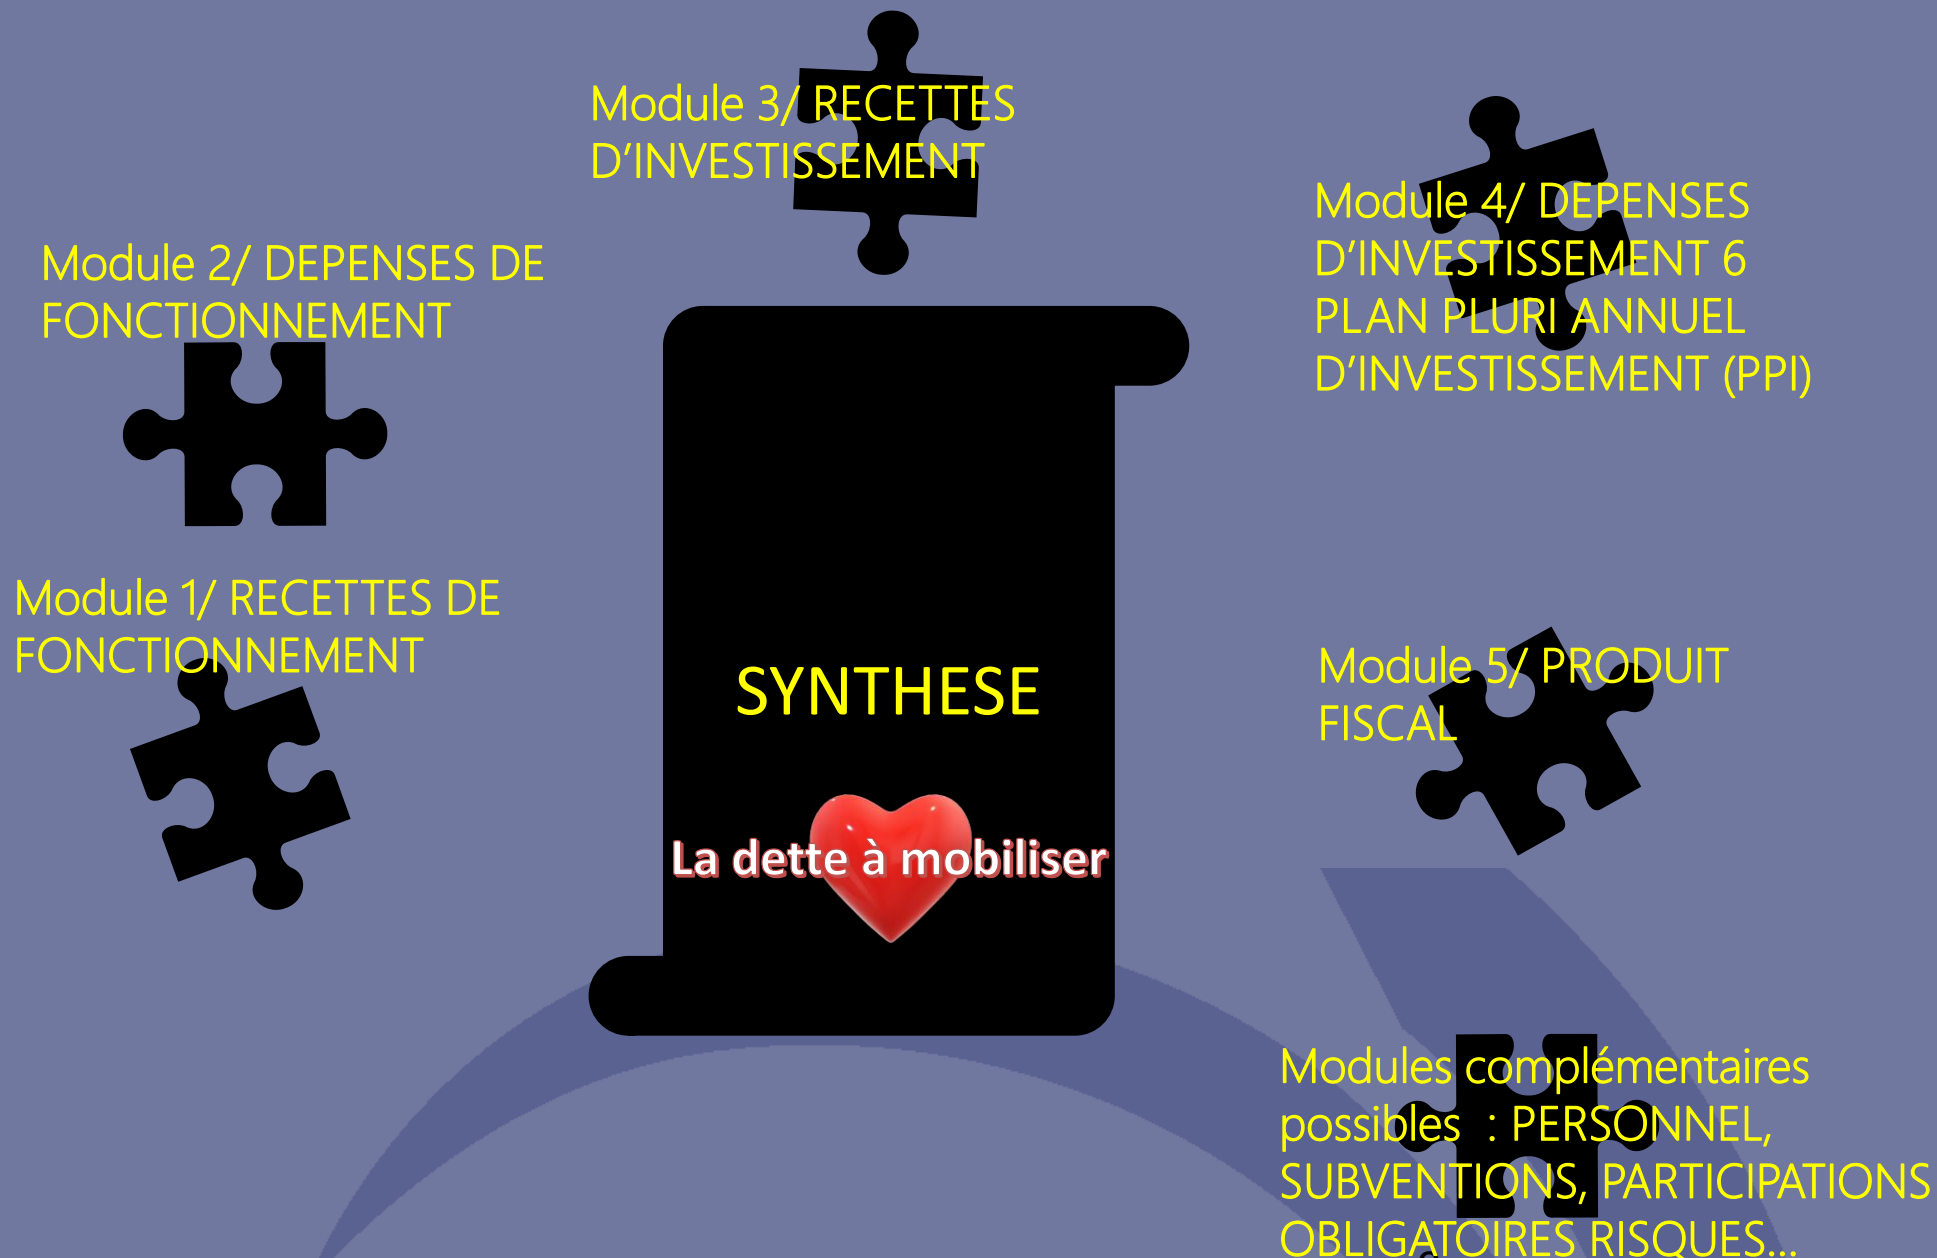 Module 3/ RECETTES
D'INVESTISSEMENT
Module 4/ DEPENSES
D'INVESTISSEMENT 6
PLAN PLURI ANNUEL
D'INVESTISSEMENT (PPI)
Module 2/ DEPENSES DE
FONCTIONNEMENT
Module 1/ RECETTES DE
FONCTIONNEMENT
SYNTHESE
La dette à mobiliser
Module 5/ PRODUIT
FISCAL
Modules complémentaires
possibles : PERSONNEL,
SUBVENTIONS, PARTICIPATIONS
OBLIGATOIRES RISQUES...